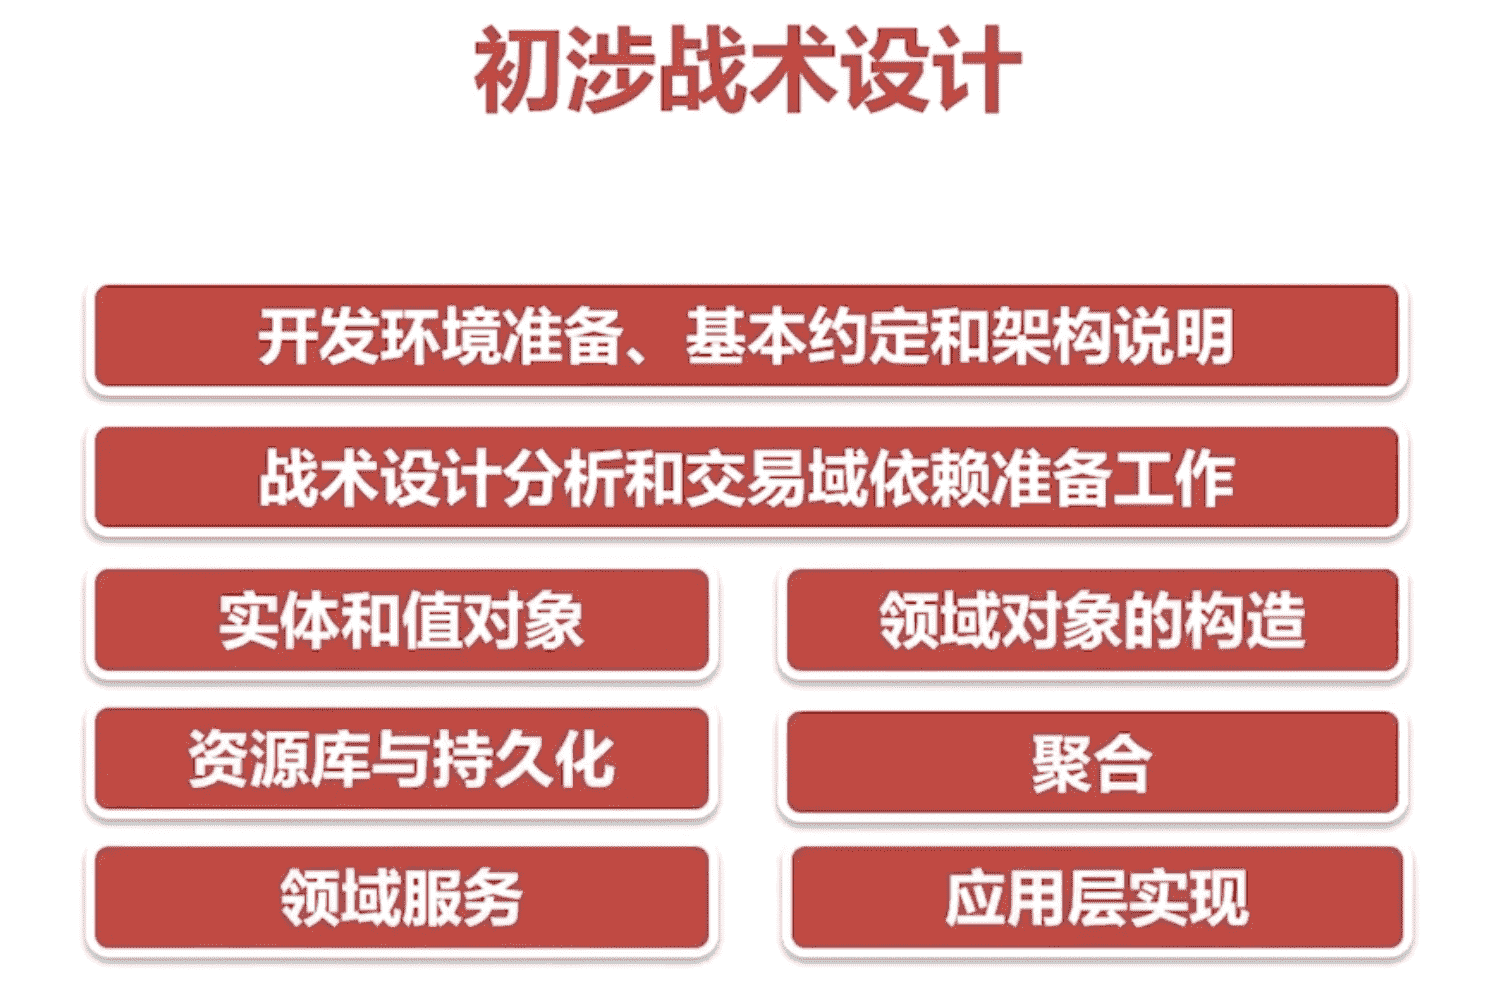 初涉战术设计
开发环境准备、基本约定和架构说明
战术设计分析和交易域依赖准备工作
实体和值对象
领域对象的构造
资源库与持久化
聚合
领域服务
应用层实现